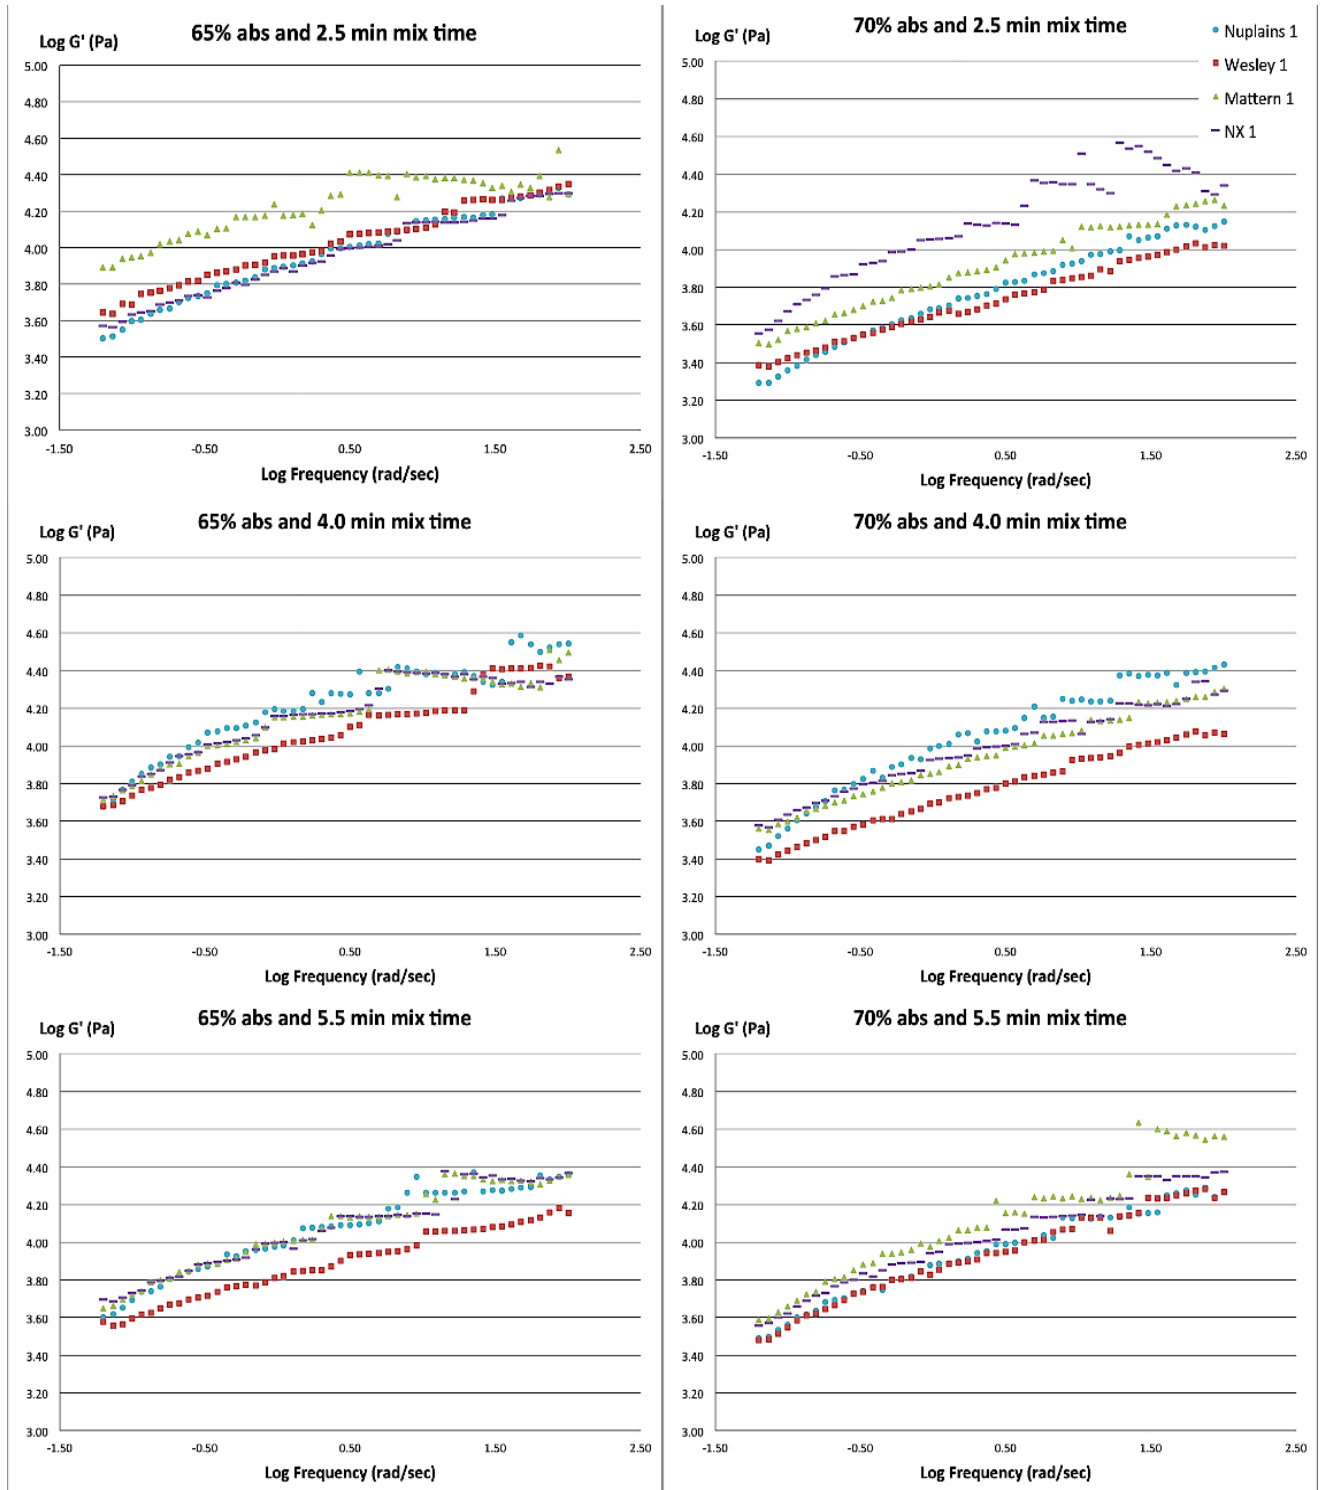 65% abs and 2.5 min mix time
Log G' (Pa)
5.00
4.80
4.60
4.40
4.20
4.00
3.80
3.60
3.40
3.20
3.00
-1.50 -0.50 0.50 1.50 2.50
Log Frequency (rad/sec)
70% abs and 2.5 min mix time
Log G' (Pa)
Nuplains 1
Wesley 1
Mattern 1
NX 1
5.00
4.80
4.60
4.40
4.20
4.00
3.80
3.60
3.40
3.20
3.00
-1.50 -0.50 0.50 1.50 2.50
Log Frequency (rad/sec)
65% abs and 4.0 min mix time
Log G' (Pa)
5.00
4.80
4.60
4.40
4.20
4.00
3.80
3.60
3.40
3.20
3.00
-1.50 -0.50 0.50 1.50 2.50
Log Frequency (rad/sec)
70% abs and 4.0 min mix time
Log G' (Pa)
5.00
4.80
4.60
4.40
4.20
4.00
3.80
3.60
3.40
3.20
3.00
-1.50 -0.50 0.50 1.50 2.50
Log Frequency (rad/sec)
65% abs and 5.5 min mix time
Log G' (Pa)
5.00
4.80
4.60
4.40
4.20
4.00
3.80
3.60
3.40
3.20
3.00
-1.50 -0.50 0.50 1.50 2.50
Log Frequency (rad/sec)
70% abs and 5.5 min mix time
Log G' (Pa)
5.00
4.80
4.60
4.40
4.20
4.00
3.80
3.60
3.40
3.20
3.00
-1.50 -0.50 0.50 1.50 2.50
Log Frequency (rad/sec)